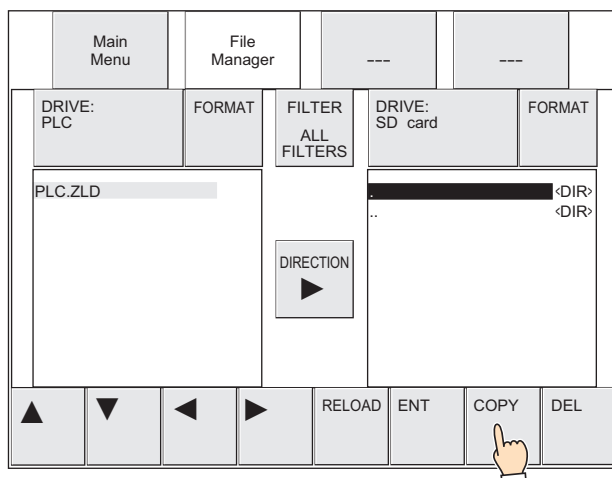 Main
Menu
File
Manager
---
---
DRIVE:
PLC
FORMAT
FILTER
ALL
FILTERS
DRIVE:
SD card
FORMAT
PLC.ZLD
. <DIR>
.. <DIR>
DIRECTION
▶
▲ ▼ ◀ ▶ RELOAD ENT COPY DEL